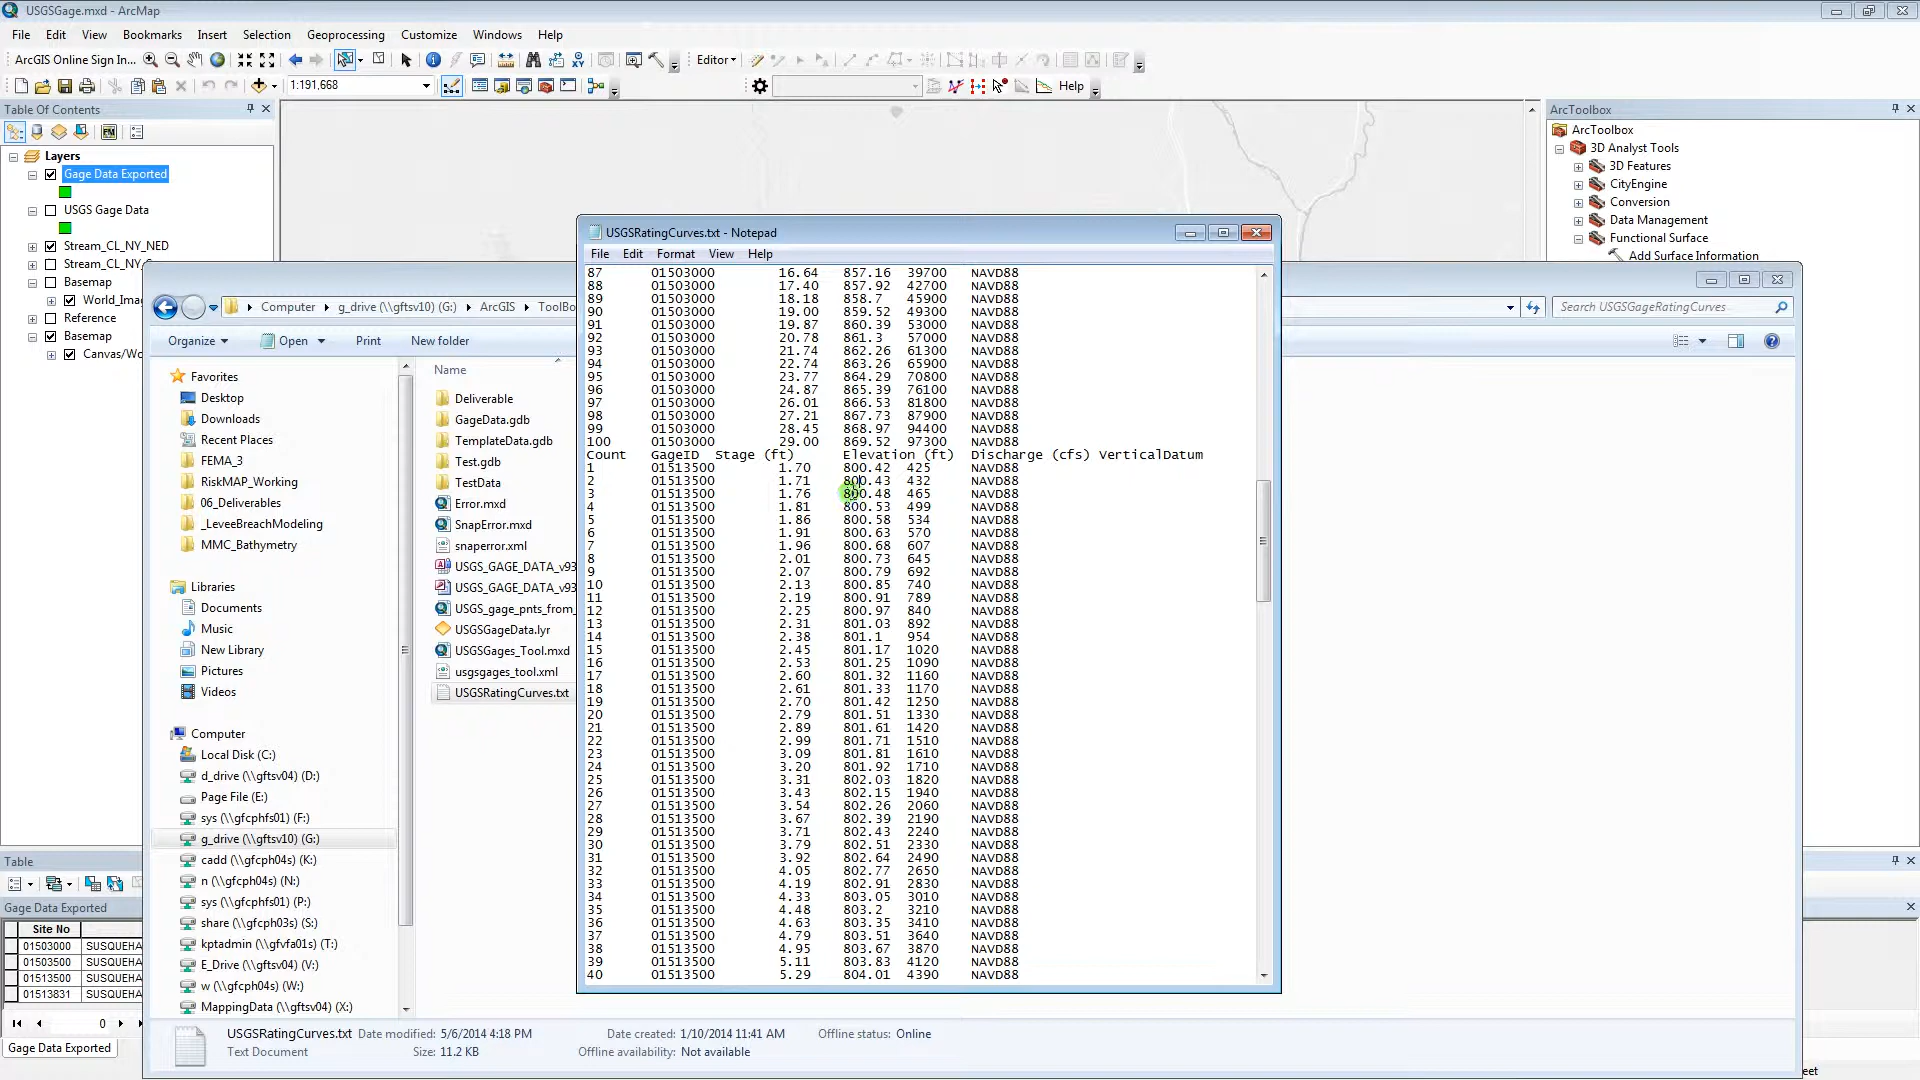 USGSGage.mxd - ArcMap
File Edit View Bookmarks Insert Selection Geoprocessing Customize Windows Help
ArcGIS Online Sign In... Editor
1:191,668 Help
Table Of Contents
Layers
Gage Data Exported
USGS Gage Data
Stream_CL_NY_NED
Stream_CL_NY_
Basemap
World_Ima
Reference
Basemap
Canvas/Wo
ArcToolbox
ArcToolbox
3D Analyst Tools
3D Features
CityEngine
Conversion
Data Management
Functional Surface
Add Surface Information
Computer g_drive (\\gftsv10) (G:) ArcGIS ToolBo
Search USGSGageRatingCurves
Organize Open Print New folder
Favorites
Desktop
Downloads
Recent Places
FEMA_3
RiskMAP_Working
06_Deliverables
_LeveeBreachModeling
MMC_Bathymetry
Libraries
Documents
Music
New Library
Pictures
Videos
Computer
Local Disk (C:)
d_drive (\\gftsv04) (D:)
Page File (E:)
sys (\\gfcphfs01) (F:)
g_drive (\\gftsv10) (G:)
cadd (\\gfcph04s) (K:)
n (\\gfcph04s) (N:)
sys (\\gfcphfs01) (P:)
share (\\gfcph03s) (S:)
kptadmin (\\gfvfa01s) (T:)
E_Drive (\\gftsv04) (V:)
w (\\gfcph04s) (W:)
MappingData (\\gftsv04) (X:)
Name
Deliverable
GageData.gdb
TemplateData.gdb
Test.gdb
TestData
Error.mxd
SnapError.mxd
snaperror.xml
USGS_GAGE_DATA_v93
USGS_GAGE_DATA_v93
USGS_gage_pnts_from_
USGSGageData.lyr
USGSGages_Tool.mxd
usgsgages_tool.xml
USGSRatingCurves.txt
USGSRatingCurves.txt - Notepad
File Edit Format View Help
87 01503000 16.64 857.16 39700 NAVD88
88 01503000 17.40 857.92 42700 NAVD88
89 01503000 18.18 858.7 45900 NAVD88
90 01503000 19.00 859.52 49300 NAVD88
91 01503000 19.87 860.39 53000 NAVD88
92 01503000 20.78 861.3 57000 NAVD88
93 01503000 21.74 862.26 61300 NAVD88
94 01503000 22.74 863.26 65900 NAVD88
95 01503000 23.77 864.29 70800 NAVD88
96 01503000 24.87 865.39 76100 NAVD88
97 01503000 26.01 866.53 81800 NAVD88
98 01503000 27.21 867.73 87900 NAVD88
99 01503000 28.45 868.97 94400 NAVD88
100 01503000 29.00 869.52 97300 NAVD88
Count GageID Stage (ft) Elevation (ft) Discharge (cfs) VerticalDatum
1 01513500 1.70 800.42 425 NAVD88
2 01513500 1.71 800.43 432 NAVD88
3 01513500 1.76 800.48 465 NAVD88
4 01513500 1.81 800.53 499 NAVD88
5 01513500 1.86 800.58 534 NAVD88
6 01513500 1.91 800.63 570 NAVD88
7 01513500 1.96 800.68 607 NAVD88
8 01513500 2.01 800.73 645 NAVD88
9 01513500 2.07 800.79 692 NAVD88
10 01513500 2.13 800.85 740 NAVD88
11 01513500 2.19 800.91 789 NAVD88
12 01513500 2.25 800.97 840 NAVD88
13 01513500 2.31 801.03 892 NAVD88
14 01513500 2.38 801.1 954 NAVD88
15 01513500 2.45 801.17 1020 NAVD88
16 01513500 2.53 801.25 1090 NAVD88
17 01513500 2.60 801.32 1160 NAVD88
18 01513500 2.61 801.33 1170 NAVD88
19 01513500 2.70 801.42 1250 NAVD88
20 01513500 2.79 801.51 1330 NAVD88
21 01513500 2.89 801.61 1420 NAVD88
22 01513500 2.99 801.71 1510 NAVD88
23 01513500 3.09 801.81 1610 NAVD88
24 01513500 3.20 801.92 1710 NAVD88
25 01513500 3.31 802.03 1820 NAVD88
26 01513500 3.43 802.15 1940 NAVD88
27 01513500 3.54 802.26 2060 NAVD88
28 01513500 3.67 802.39 2190 NAVD88
29 01513500 3.71 802.43 2240 NAVD88
30 01513500 3.79 802.51 2330 NAVD88
31 01513500 3.92 802.64 2490 NAVD88
32 01513500 4.05 802.77 2650 NAVD88
33 01513500 4.19 802.91 2830 NAVD88
34 01513500 4.33 803.05 3010 NAVD88
35 01513500 4.48 803.2 3210 NAVD88
36 01513500 4.63 803.35 3410 NAVD88
37 01513500 4.79 803.51 3640 NAVD88
38 01513500 4.95 803.67 3870 NAVD88
39 01513500 5.11 803.83 4120 NAVD88
40 01513500 5.29 804.01 4390 NAVD88
Table
Gage Data Exported
Site No
01503000 SUSQUEHA
01503500 SUSQUEHA
01513500 SUSQUEHA
01513831 SUSQUEHA
0
Gage Data Exported
USGSRatingCurves.txt Date modified: 5/6/2014 4:18 PM Date created: 1/10/2014 11:41 AM Offline status: Online
Text Document Size: 11.2 KB Offline availability: Not available
eet